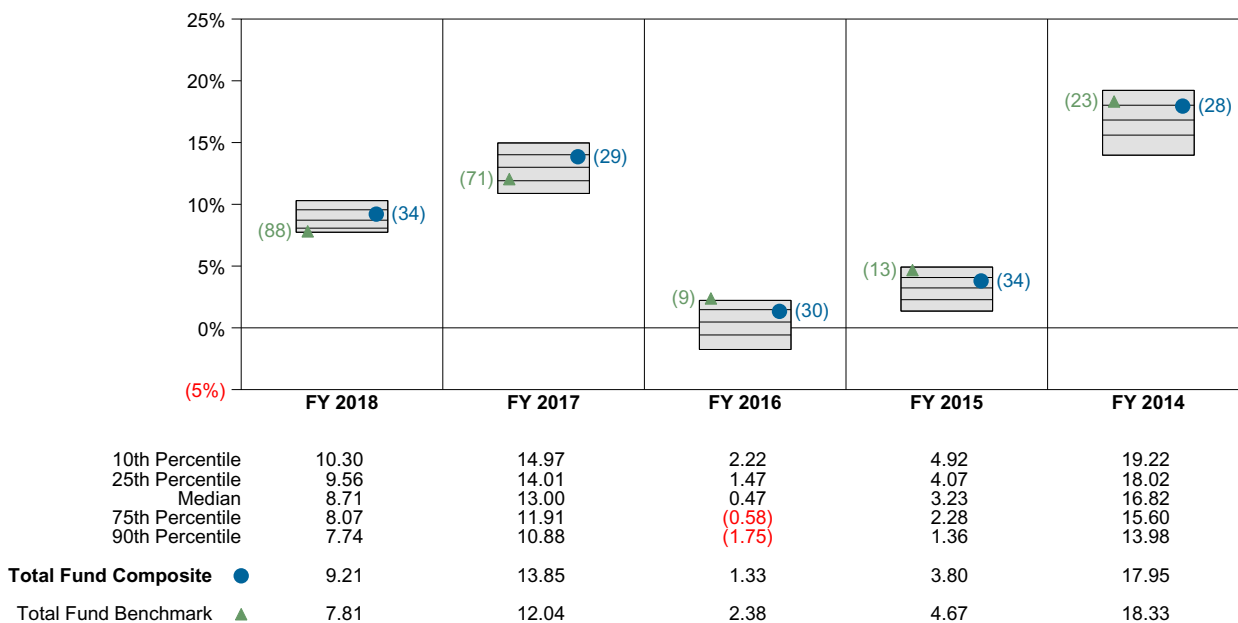 25%
20%
15%
10%
5%
0%
(5%)
(88) (34)
(71) (29)
(9) (30)
(13) (34)
(23) (28)
FY 2018 FY 2017 FY 2016 FY 2015 FY 2014
10th Percentile 10.30 14.97 2.22 4.92 19.22
25th Percentile 9.56 14.01 1.47 4.07 18.02
Median 8.71 13.00 0.47 3.23 16.82
75th Percentile 8.07 11.91 (0.58) 2.28 15.60
90th Percentile 7.74 10.88 (1.75) 1.36 13.98
Total Fund Composite 9.21 13.85 1.33 3.80 17.95
Total Fund Benchmark 7.81 12.04 2.38 4.67 18.33